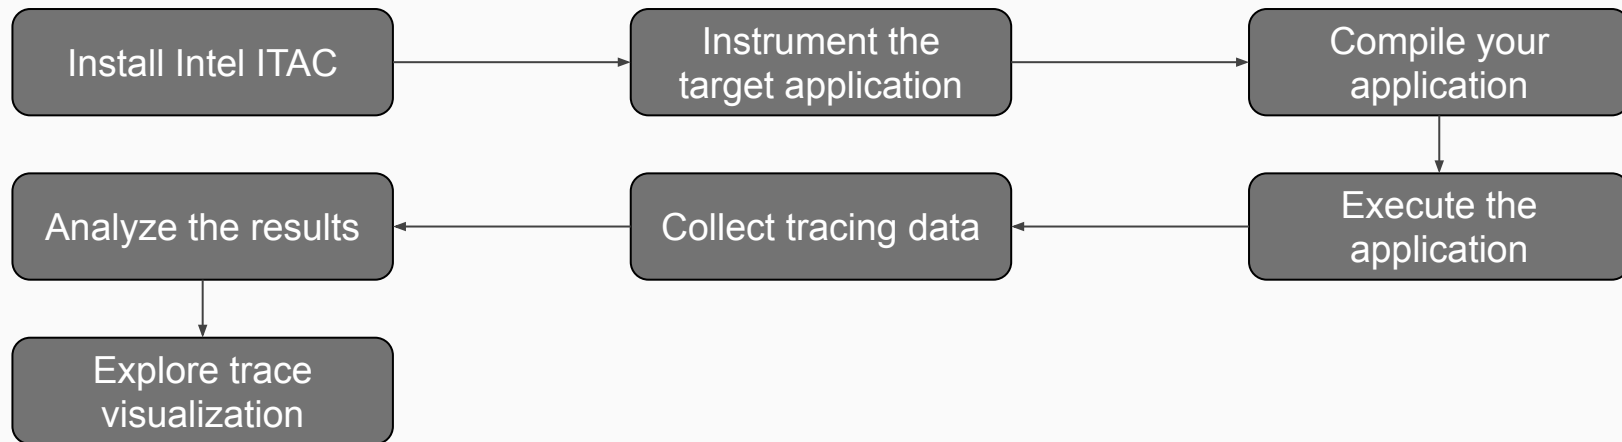 Install Intel ITAC
Instrument the
target application
Compile your
application
Execute the
application
Collect tracing data
Analyze the results
Explore trace
visualization